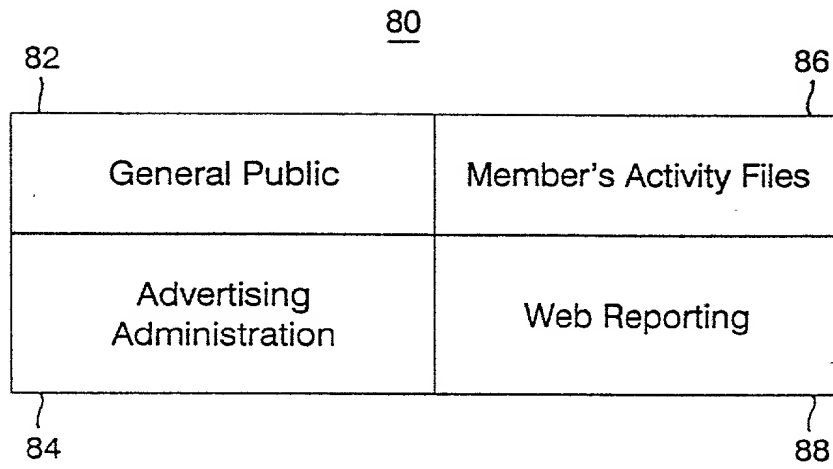 80
82
86
General Public
Member's Activity Files
Advertising
Administration
Web Reporting
84
88